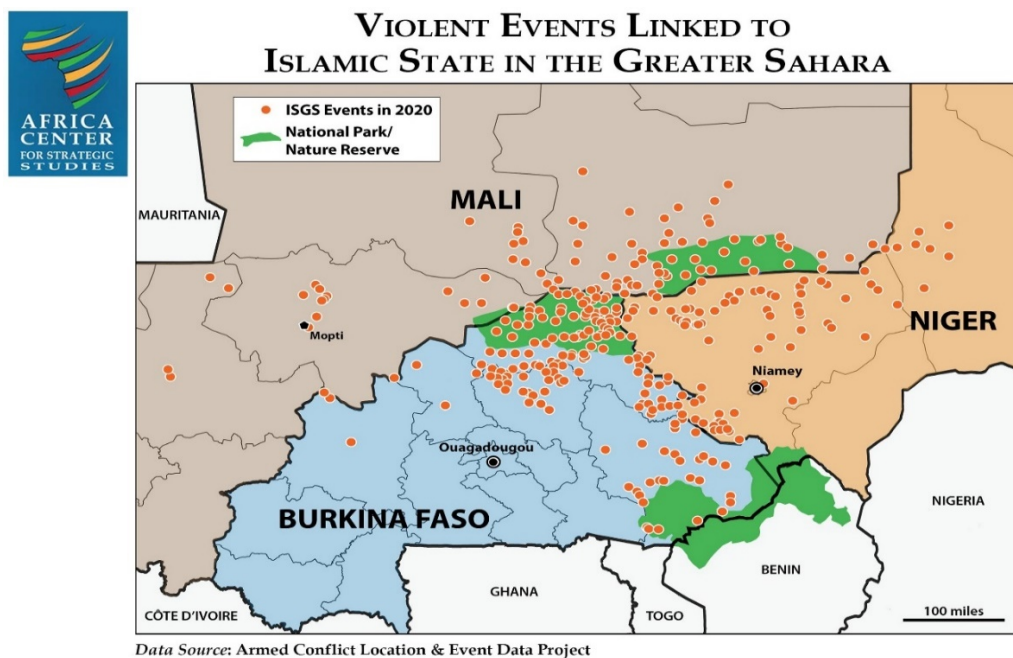 VIOLENT EVENTS LINKED TO
ISLAMIC STATE IN THE GREATER SAHARA
AFRICA
CENTER
FOR STRATEGIC
STUDIES
ISGS Events in 2020
National Park/
Nature Reserve
MALI
MAURITANIA
Mopti
NIGER
Niamey
Ouagadougou
BURKINA FASO
NIGERIA
BENIN
GHANA
TOGO
CÔTE D'IVOIRE
100 miles
Data Source: Armed Conflict Location & Event Data Project